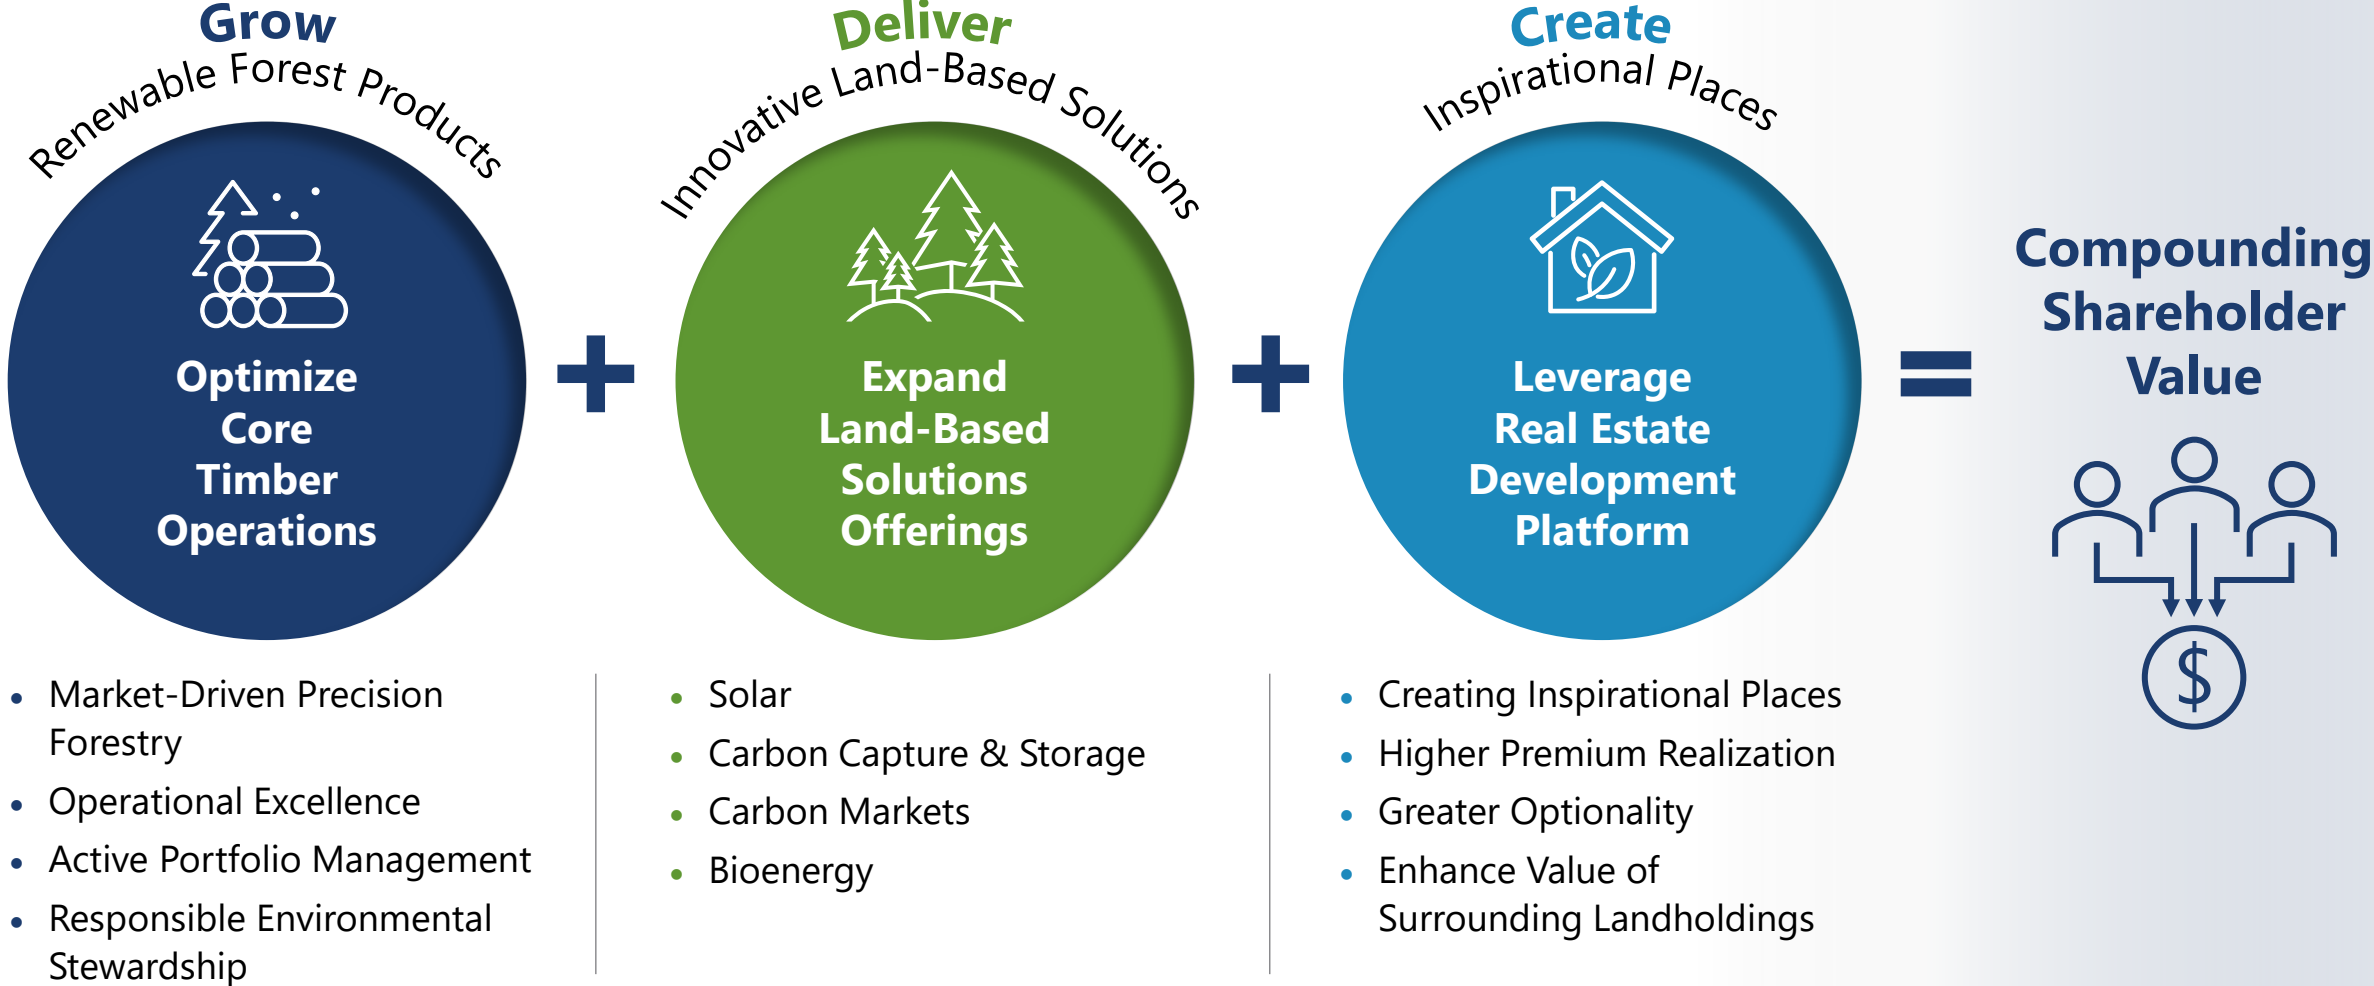 Grow
Renewable Forest Products
Optimize
Core
Timber
Operations
• Market-Driven Precision
Forestry
• Operational Excellence
• Active Portfolio Management
• Responsible Environmental
Stewardship
+
Deliver
Innovative Land-Based Solutions
Expand
Land-Based
Solutions
Offerings
• Solar
• Carbon Capture & Storage
• Carbon Markets
• Bioenergy
+
Create
Inspirational Places
Leverage
Real Estate
Development
Platform
• Creating Inspirational Places
• Higher Premium Realization
• Greater Optionality
• Enhance Value of
Surrounding Landholdings
=
Compounding
Shareholder
Value
$